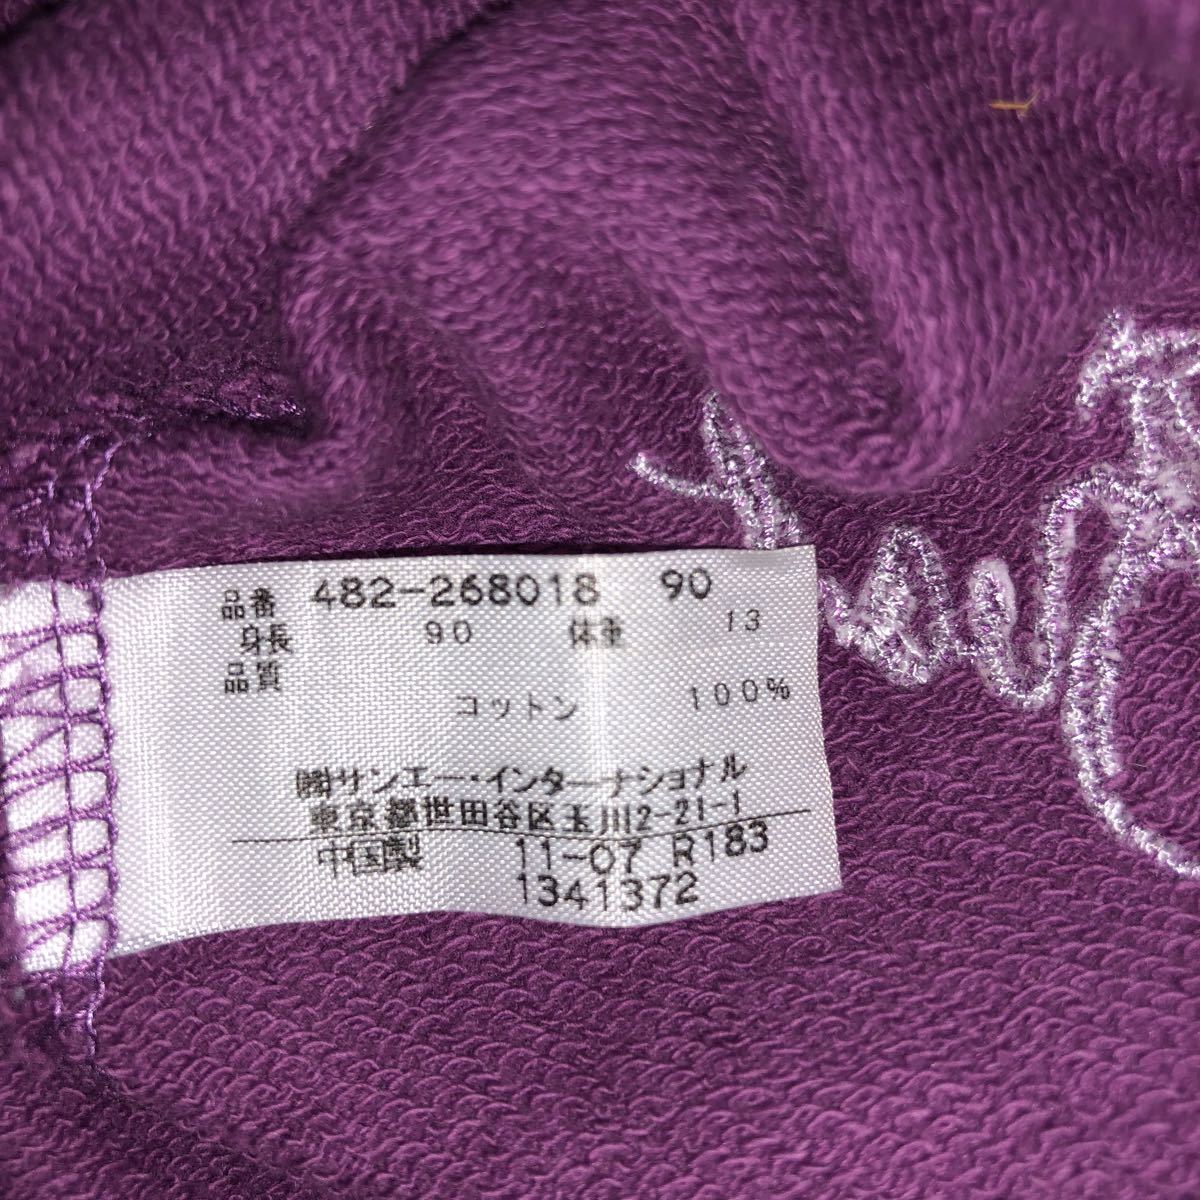 品番 482-268018 90
身長 90 体重 13
品質
コットン 100%
㈱サンエー・インターナショナル
東京都世田谷区玉川2-21-1
中国製 11-07 R183
1341372